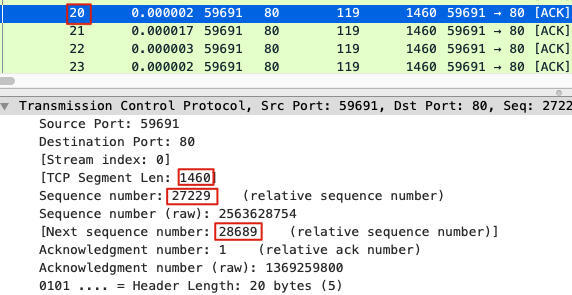 20 0.000002 59691 80 119 1460 59691 → 80 [ACK]
21 0.000017 59691 80 119 1460 59691 → 80 [ACK]
22 0.000003 59691 80 119 1460 59691 → 80 [ACK]
23 0.000002 59691 80 119 1460 59691 → 80 [ACK]
Transmission Control Protocol, Src Port: 59691, Dst Port: 80, Seq: 2722
Source Port: 59691
Destination Port: 80
[Stream index: 0]
[TCP Segment Len: 1460]
Sequence number: 27229 (relative sequence number)
Sequence number (raw): 2563628754
[Next sequence number: 28689 (relative sequence number)]
Acknowledgment number: 1 (relative ack number)
Acknowledgment number (raw): 1369259800
0101 .... = Header Length: 20 bytes (5)